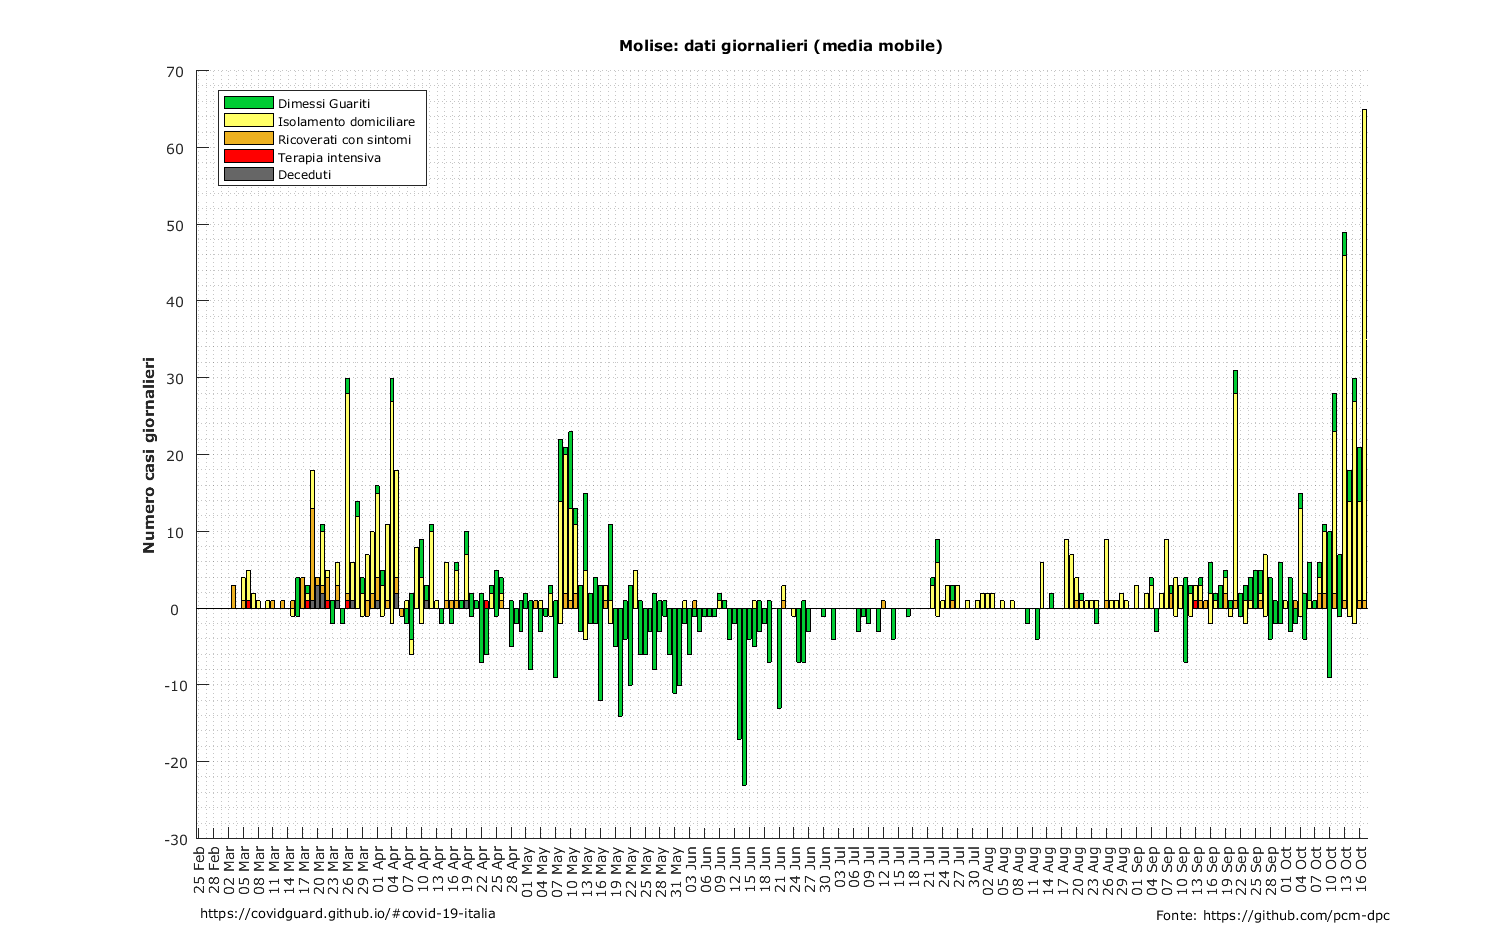 Molise: dati giornalieri (media mobile)
70
60
50
40
30
20
10
0
-10
-20
-30
Numero casi giornalieri
Dimessi Guariti
Isolamento domiciliare
Ricoverati con sintomi
Terapia intensiva
Deceduti
25 Feb
28 Feb
02 Mar
05 Mar
08 Mar
11 Mar
14 Mar
17 Mar
20 Mar
23 Mar
26 Mar
29 Mar
01 Apr
04 Apr
07 Apr
10 Apr
13 Apr
16 Apr
19 Apr
22 Apr
25 Apr
28 Apr
01 May
04 May
07 May
10 May
13 May
16 May
19 May
22 May
25 May
28 May
31 May
03 Jun
06 Jun
09 Jun
12 Jun
15 Jun
18 Jun
21 Jun
24 Jun
27 Jun
30 Jun
03 Jul
06 Jul
09 Jul
12 Jul
15 Jul
18 Jul
21 Jul
24 Jul
27 Jul
30 Jul
02 Aug
05 Aug
08 Aug
11 Aug
14 Aug
17 Aug
20 Aug
23 Aug
26 Aug
29 Aug
01 Sep
04 Sep
07 Sep
10 Sep
13 Sep
16 Sep
19 Sep
22 Sep
25 Sep
28 Sep
01 Oct
04 Oct
07 Oct
10 Oct
13 Oct
16 Oct
https://covidguard.github.io/#covid-19-italia
Fonte: https://github.com/pcm-dpc